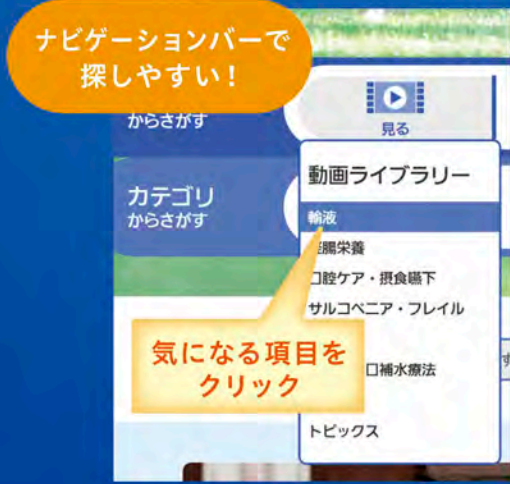 ナビゲーションバーで
探しやすい!
からさがす
見る
カテゴリ
からさがす
動画ライブラリー
輸液
腸栄養
口腔ケア・摂食嚥下
サルコペニア・フレイル
口補水療法
トピックス
気になる項目を
クリック